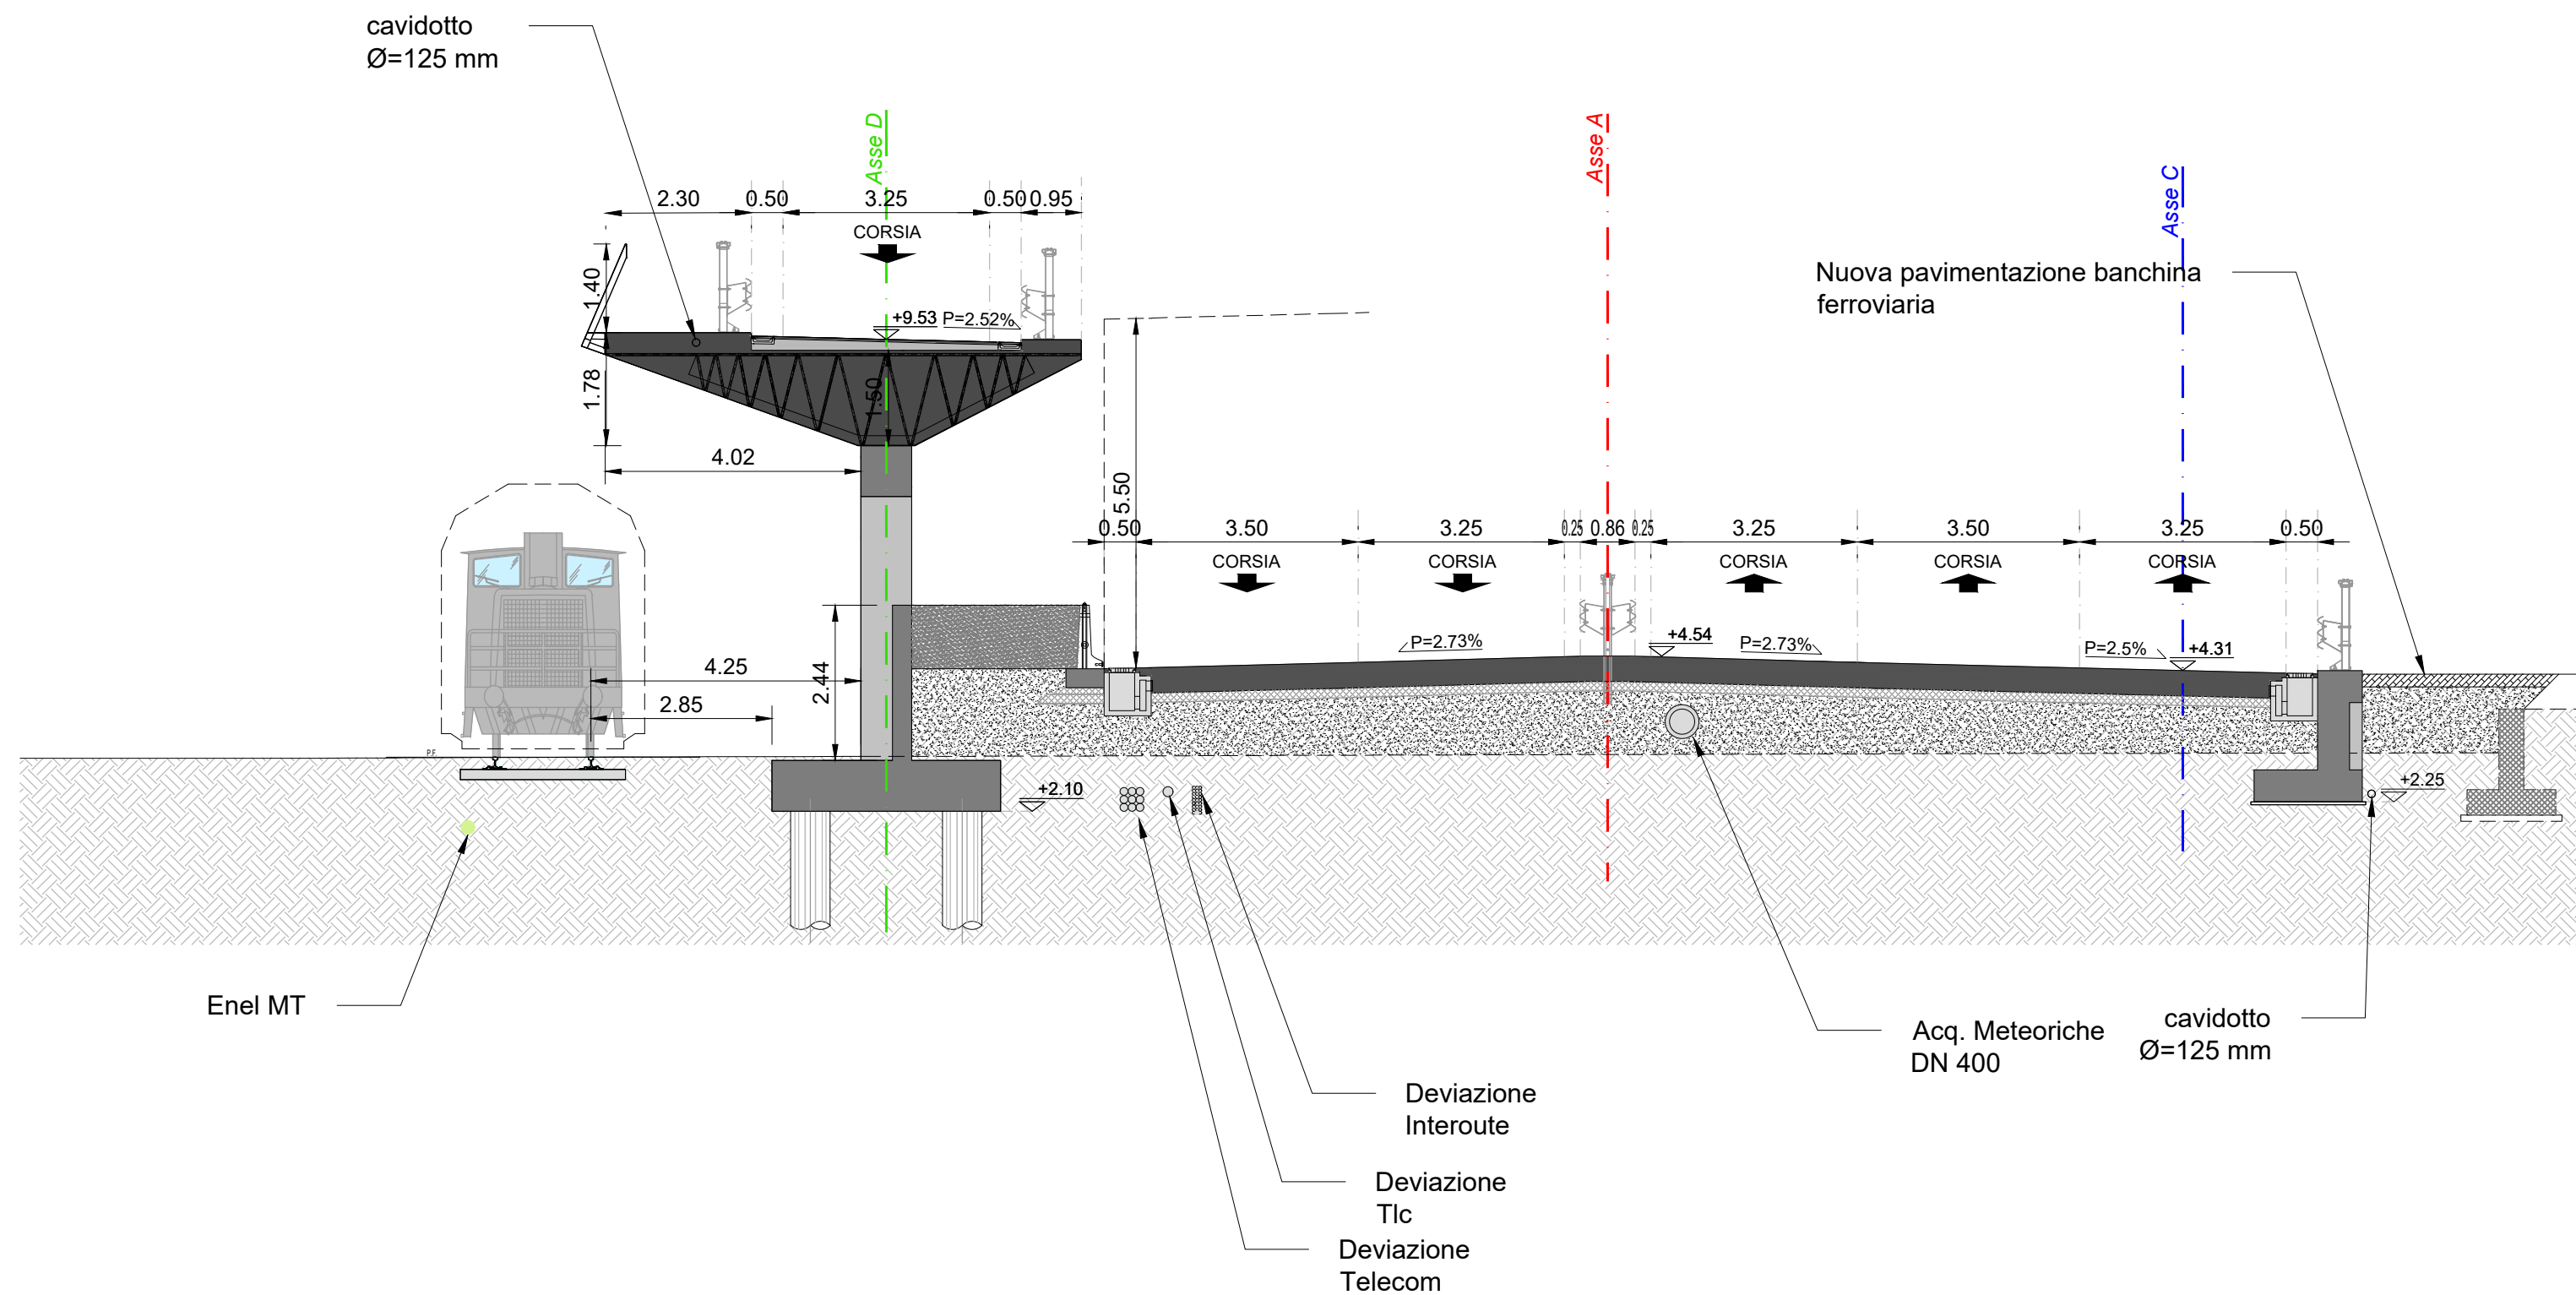 cavidotto
Ø=125 mm
Asse D
Asse A
Asse C
2.30 0.50 3.25 0.50 0.95
CORSIA
Nuova pavimentazione banchina
ferroviaria
1.40
+9.53 P=2.52%
1.78
1.50
4.02
5.50
0.50 3.50 3.25 0.25 0.86 0.25 3.25 3.50 3.25 0.50
CORSIA CORSIA CORSIA CORSIA CORSIA
P=2.73% +4.54 P=2.73% P=2.5% +4.31
4.25
2.44
2.85
P.F.
+2.10
+2.25
Enel MT
Acq. Meteoriche
DN 400
cavidotto
Ø=125 mm
Deviazione
Interoute
Deviazione
Tlc
Deviazione
Telecom